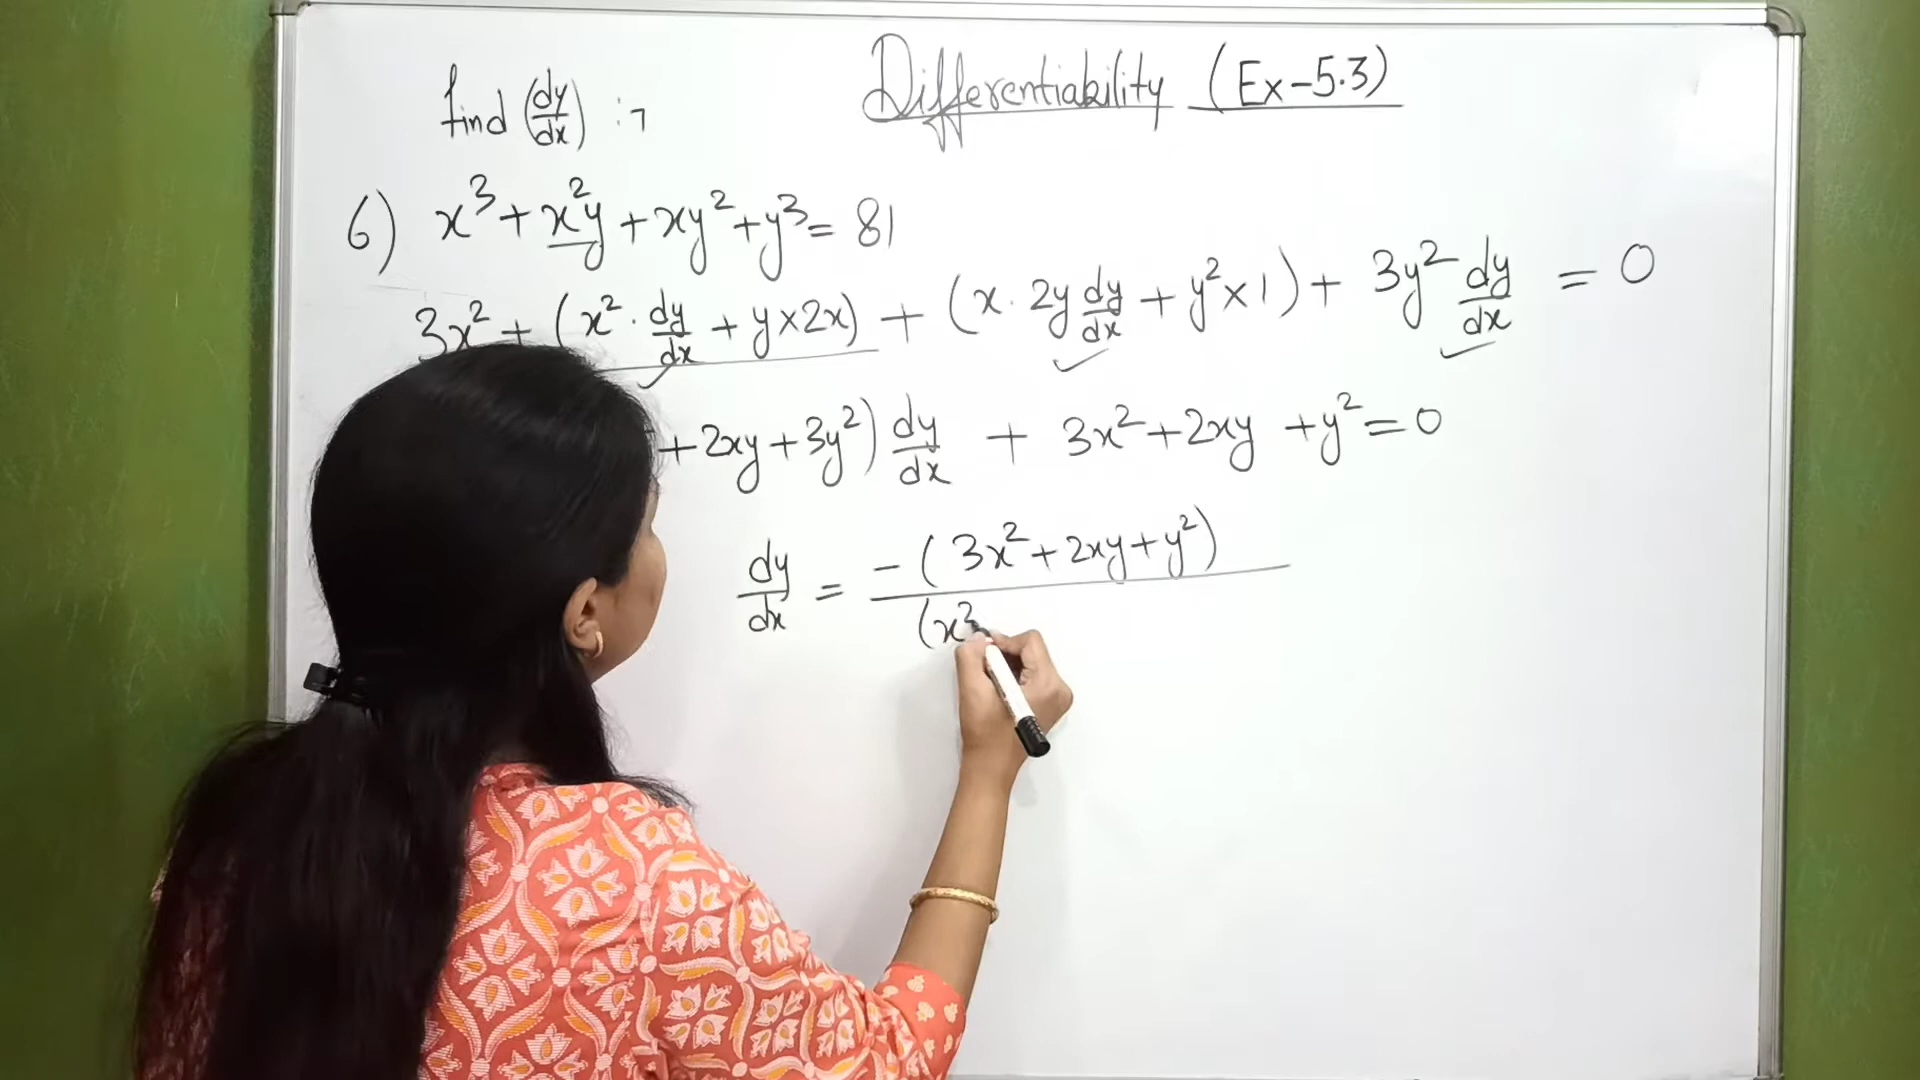 find (dy/dx) :7
Differentiability (Ex-5.3)
6) x³ + x²y + xy² + y³ = 81
3x² + (x² · dy/dx + y×2x) + (x · 2y dy/dx + y²×1) + 3y² dy/dx = 0
+ 2xy + 3y²) dy/dx + 3x² + 2xy + y² = 0
dy/dx = -(3x² + 2xy + y²)
(x²